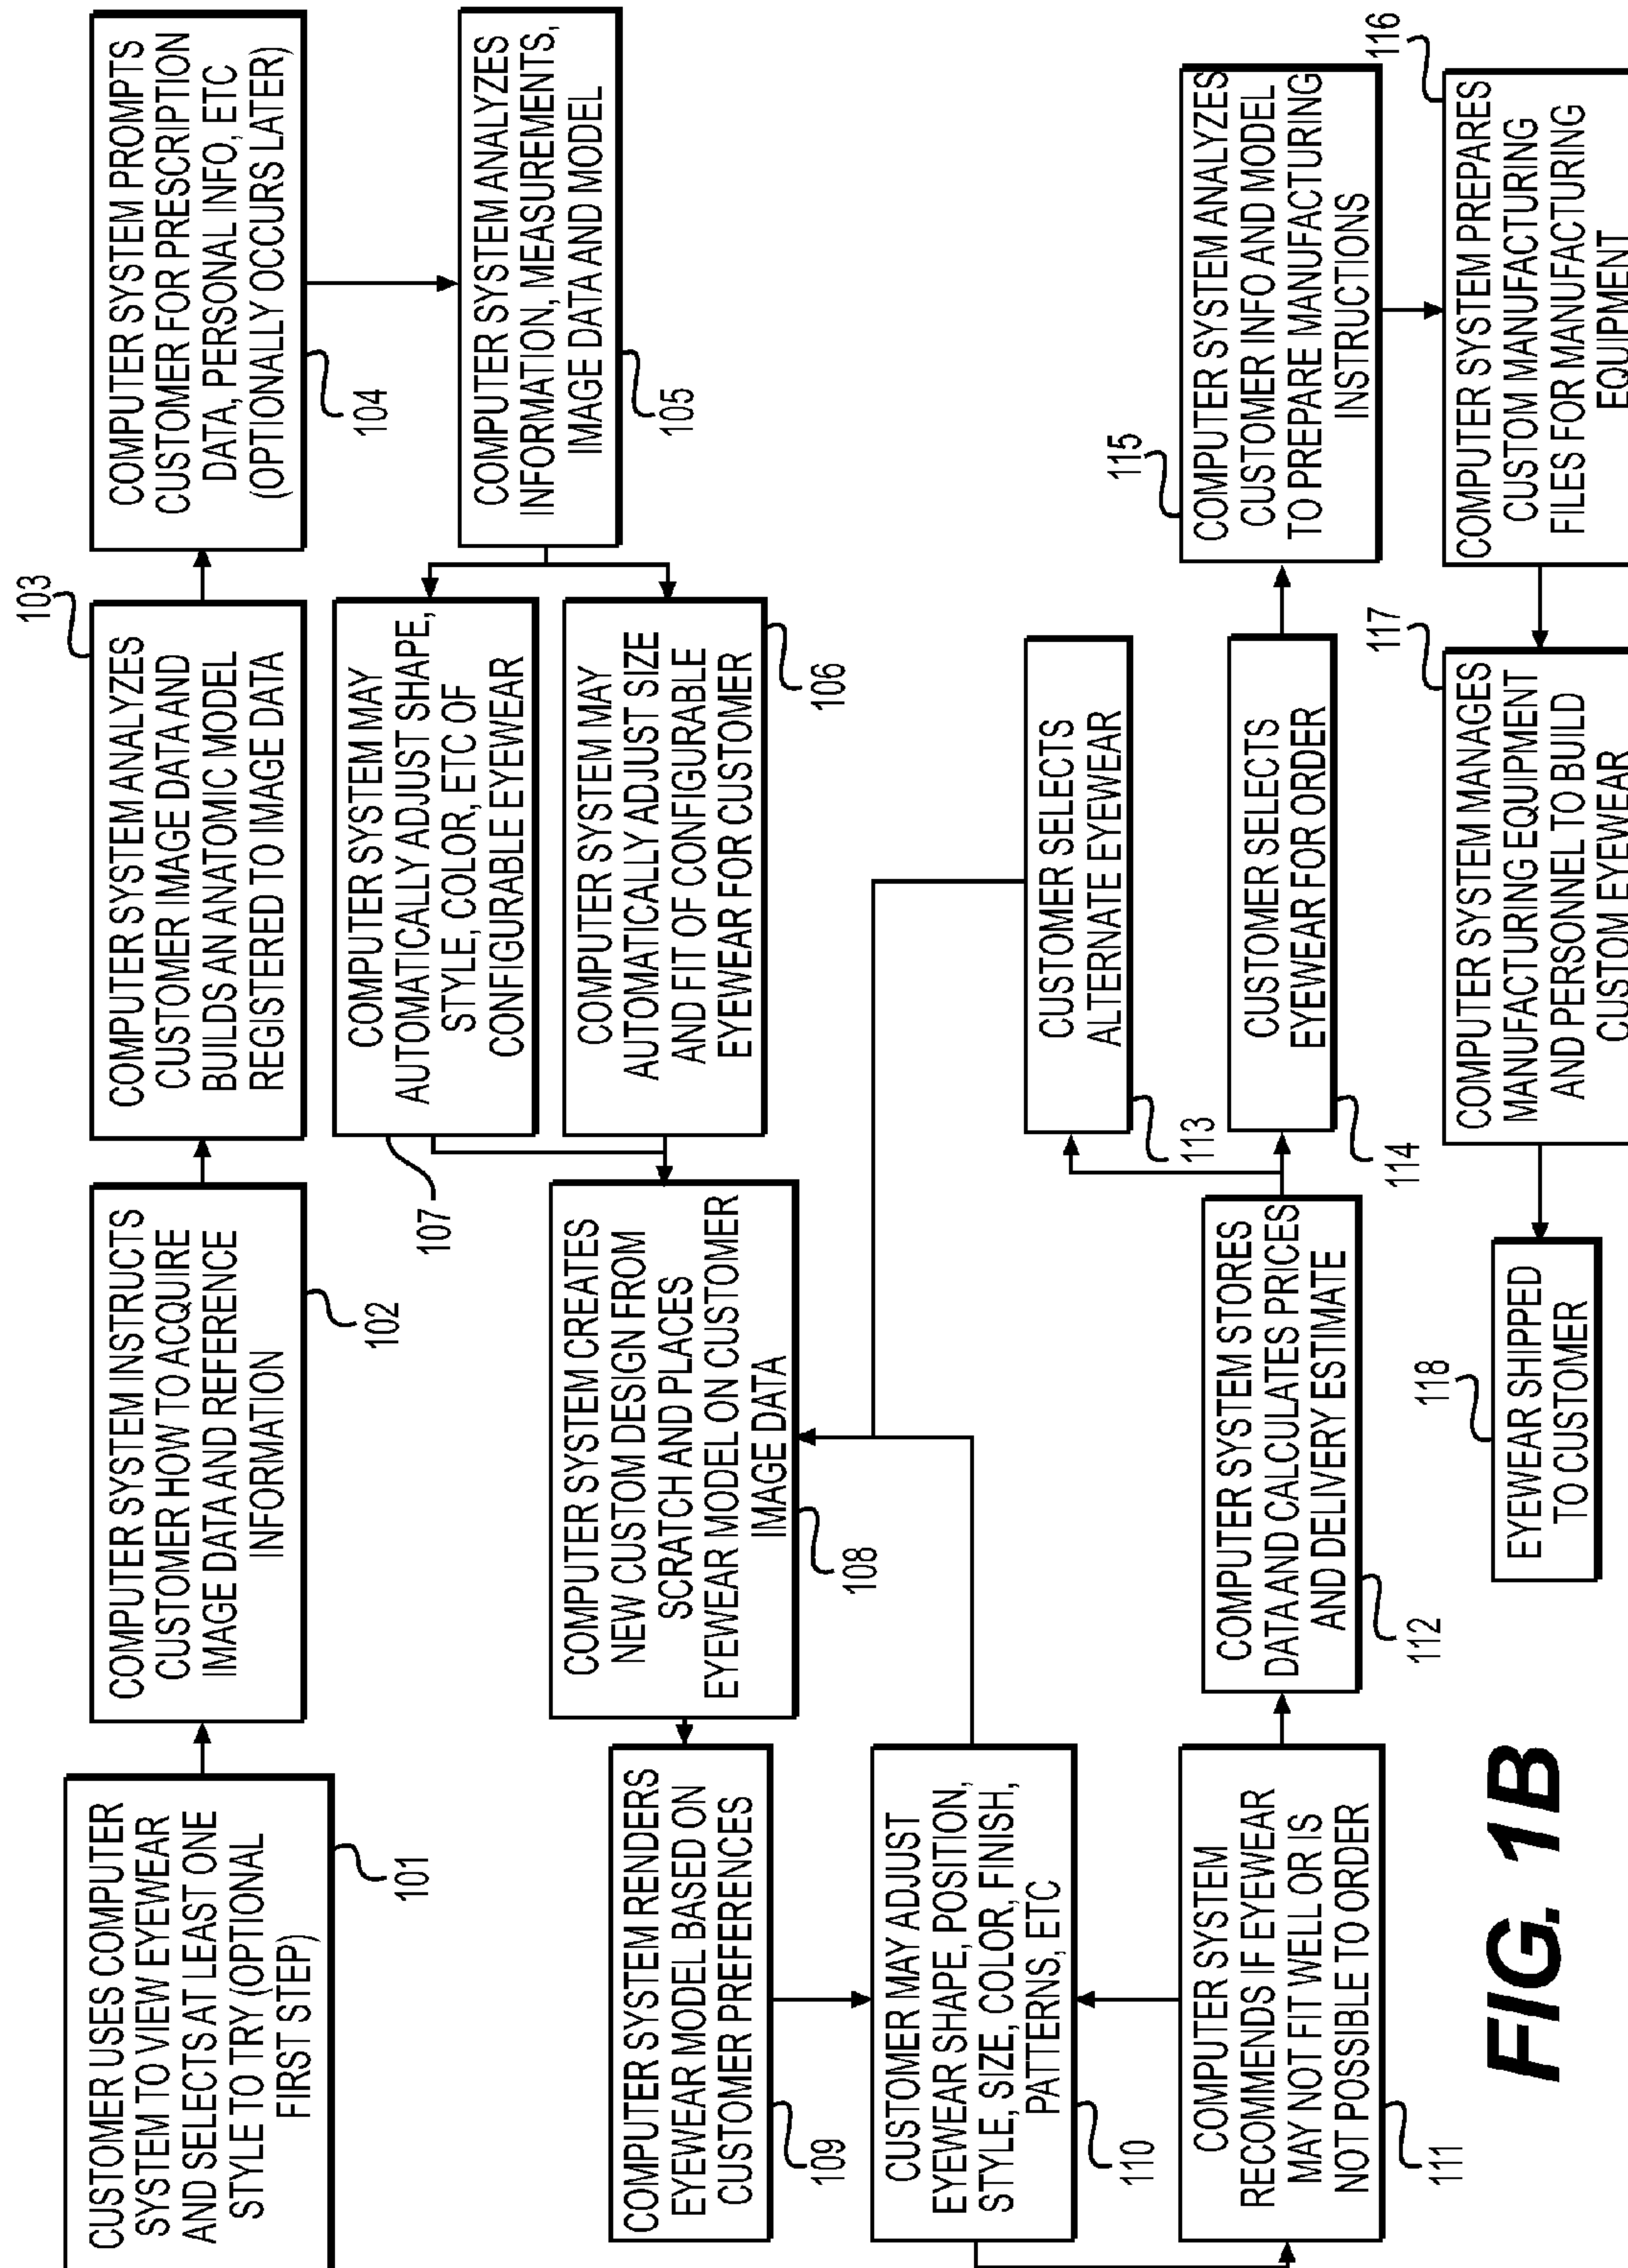 CUSTOMER USES COMPUTER
SYSTEM TO VIEW EYEWEAR
AND SELECTS AT LEAST ONE
STYLE TO TRY (OPTIONAL
FIRST STEP)
101
COMPUTER SYSTEM INSTRUCTS
CUSTOMER HOW TO ACQUIRE
IMAGE DATA AND REFERENCE
INFORMATION
102
COMPUTER SYSTEM ANALYZES
CUSTOMER IMAGE DATA AND
BUILDS AN ANATOMIC MODEL
REGISTERED TO IMAGE DATA
103
COMPUTER SYSTEM PROMPTS
CUSTOMER FOR PRESCRIPTION
DATA, PERSONAL INFO, ETC
(OPTIONALLY OCCURS LATER)
104
COMPUTER SYSTEM ANALYZES
INFORMATION, MEASUREMENTS,
IMAGE DATA AND MODEL
105
COMPUTER SYSTEM MAY
AUTOMATICALLY ADJUST SHAPE,
STYLE, COLOR, ETC OF
CONFIGURABLE EYEWEAR
107
COMPUTER SYSTEM MAY
AUTOMATICALLY ADJUST SIZE
AND FIT OF CONFIGURABLE
EYEWEAR FOR CUSTOMER
106
COMPUTER SYSTEM CREATES
NEW CUSTOM DESIGN FROM
SCRATCH AND PLACES
EYEWEAR MODEL ON CUSTOMER
IMAGE DATA
108
COMPUTER SYSTEM RENDERS
EYEWEAR MODEL BASED ON
CUSTOMER PREFERENCES
109
CUSTOMER MAY ADJUST
EYEWEAR SHAPE, POSITION,
STYLE, SIZE, COLOR, FINISH,
PATTERNS, ETC
110
COMPUTER SYSTEM
RECOMMENDS IF EYEWEAR
MAY NOT FIT WELL OR IS
NOT POSSIBLE TO ORDER
111
COMPUTER SYSTEM STORES
DATA AND CALCULATES PRICES
AND DELIVERY ESTIMATE
112
CUSTOMER SELECTS
ALTERNATE EYEWEAR
113
CUSTOMER SELECTS
EYEWEAR FOR ORDER
114
COMPUTER SYSTEM ANALYZES
CUSTOMER INFO AND MODEL
TO PREPARE MANUFACTURING
INSTRUCTIONS
115
COMPUTER SYSTEM PREPARES
CUSTOM MANUFACTURING
FILES FOR MANUFACTURING
EQUIPMENT
116
COMPUTER SYSTEM MANAGES
MANUFACTURING EQUIPMENT
AND PERSONNEL TO BUILD
CUSTOM EYEWEAR
117
EYEWEAR SHIPPED
TO CUSTOMER
118
FIG. 1B